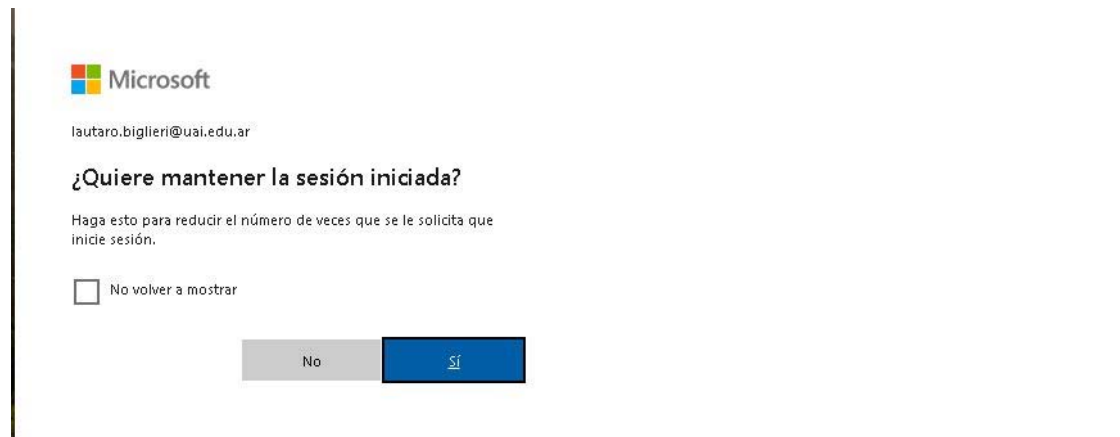 Microsoft
lautaro.biglieri@uai.edu.ar
¿Quiere mantener la sesión iniciada?
Haga esto para reducir el número de veces que se le solicita que
inicie sesión.
No volver a mostrar
No
Sí